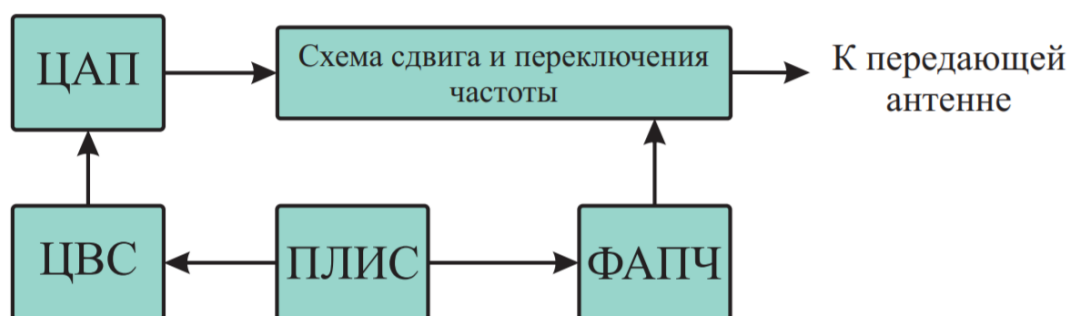 ЦАП
Схема сдвига и переключения
частоты
К передающей
антенне
ЦВС
ПЛИС
ФАПЧ